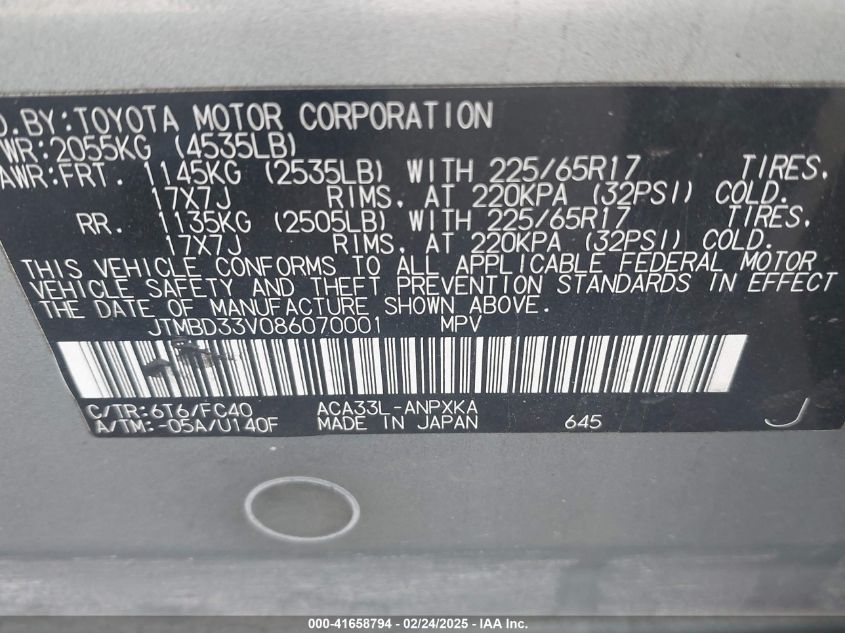 D.BY:TOYOTA MOTOR CORPORATION
WR:2055KG (4535LB)
AWR:FRT. 1145KG (2535LB) WITH 225/65R17 TIRES.
17X7J RIMS, AT 220KPA (32PSI) COLD.
RR. 1135KG (2505LB) WITH 225/65R17 TIRES.
17X7J RIMS, AT 220KPA (32PSI) COLD.
THIS VEHICLE CONFORMS TO ALL APPLICABLE FEDERAL MOTOR
VEHICLE SAFETY AND THEFT PREVENTION STANDARDS IN EFFECT
THE DATE OF MANUFACTURE SHOWN ABOVE.
JTMBD33V086070001 MPV
C/TR:6T6/FC40 ACA33L-ANPXKA
A/TM:-05A/U140F MADE IN JAPAN 645 J
000-41658794 - 02/24/2025 - IAA Inc.